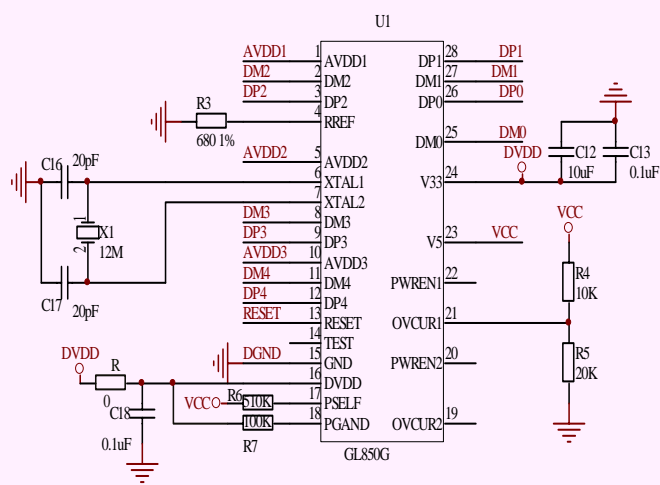 U1
AVDD1 1 AVDD1 DP1 28 DP1
DM2 2 DM2 DM1 27 DM1
DP2 3 DP2 DP0 26 DP0
R3 4 RREF
680 1%
DM0 25 DM0
AVDD2 5 AVDD2
DVDD
C12 C13
10uF 0.1uF
C16 20pF
6 XTAL1 V33 24
7 XTAL2
1 X1
2 12M
DM3 8 DM3
VCC
DP3 9 DP3 V5 23 VCC
AVDD3 10 AVDD3
DM4 11 DM4 PWREN1 22
R4
10K
C17 20pF
DP4 12 DP4
RESET 13 RESET OVCUR1 21
14 TEST
DVDD R
DGND 15 GND PWREN2 20
R5
20K
16 DVDD
0
C18
0.1uF
VCC R6 510K 17 PSELF
100K 18 PGAND OVCUR2 19
R7
GL850G